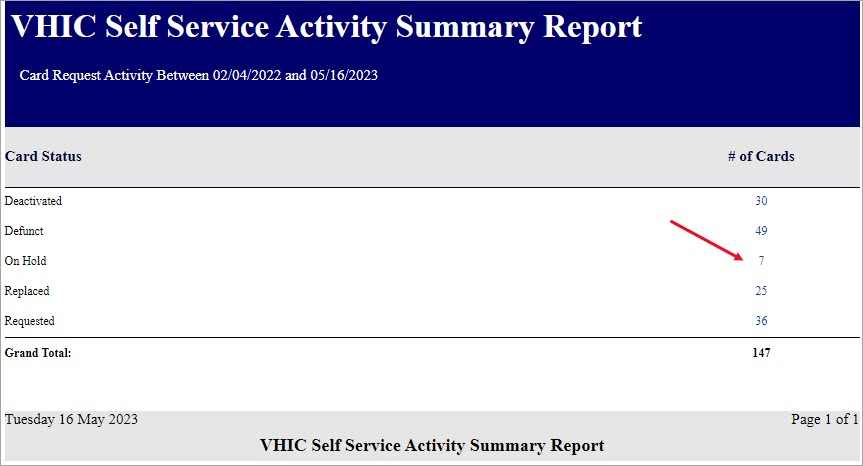 VHIC Self Service Activity Summary Report
Card Request Activity Between 02/04/2022 and 05/16/2023
Card Status # of Cards
Deactivated 30
Defunct 49
On Hold 7
Replaced 25
Requested 36
Grand Total: 147
Tuesday 16 May 2023 Page 1 of 1
VHIC Self Service Activity Summary Report